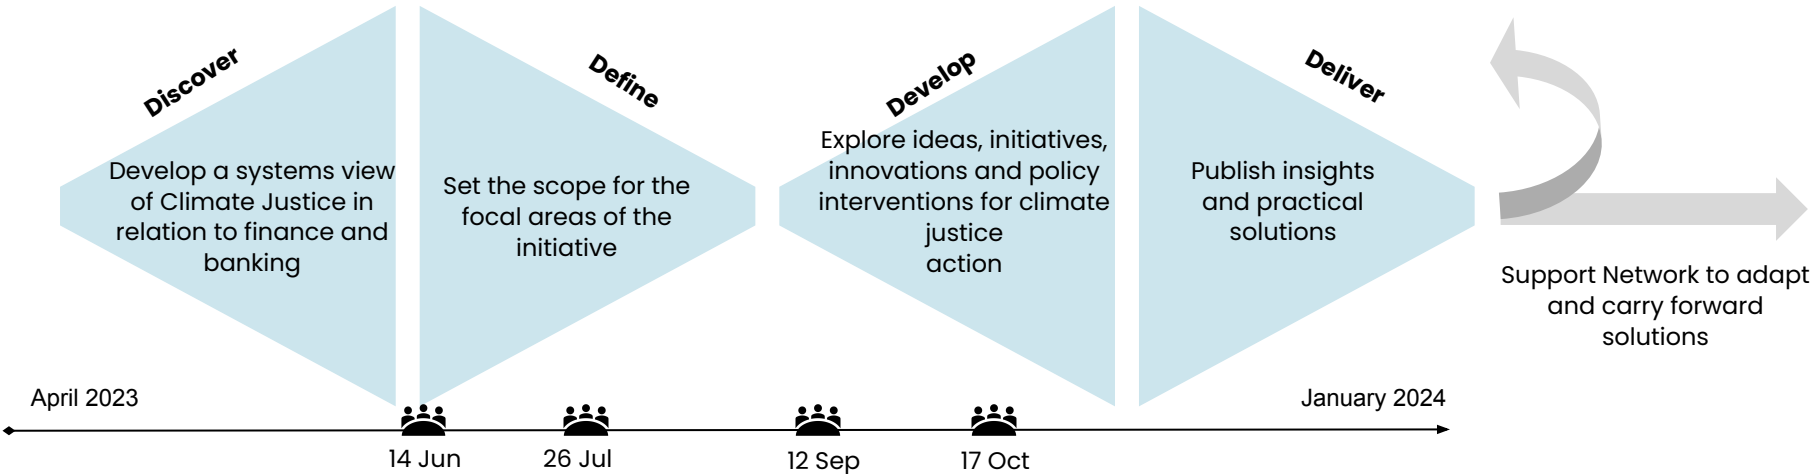 Discover
Develop a systems view
of Climate Justice in
relation to finance and
banking
Define
Set the scope for the
focal areas of the
initiative
Develop
Explore ideas, initiatives,
innovations and policy
interventions for climate
justice
action
Deliver
Publish insights
and practical
solutions
Support Network to adapt
and carry forward
solutions
April 2023
January 2024
14 Jun
26 Jul
12 Sep
17 Oct